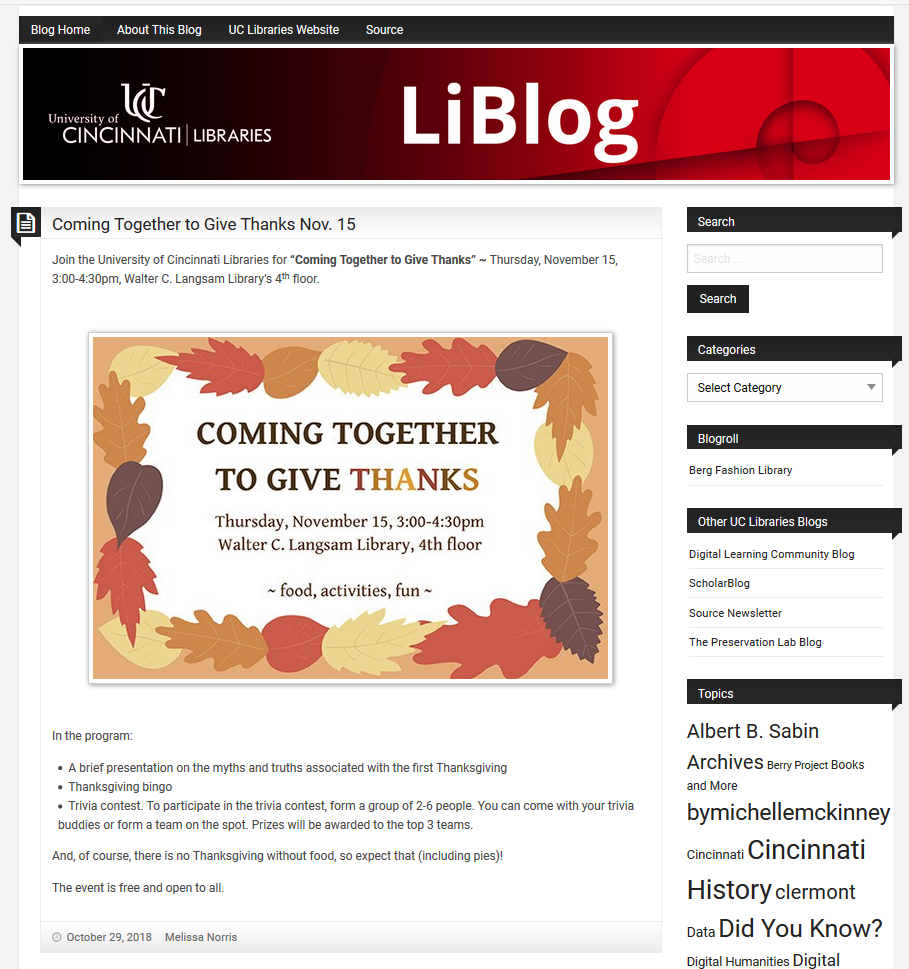 Blog Home About This Blog UC Libraries Website Source
University of
CINCINNATI LIBRARIES
LiBlog
Coming Together to Give Thanks Nov. 15
Join the University of Cincinnati Libraries for “Coming Together to Give Thanks” ~ Thursday, November 15,
3:00-4:30pm, Walter C. Langsam Library’s 4th floor.
COMING TOGETHER
TO GIVE THANKS
Thursday, November 15, 3:00-4:30pm
Walter C. Langsam Library, 4th floor
~ food, activities, fun ~
In the program:
• A brief presentation on the myths and truths associated with the first Thanksgiving
• Thanksgiving bingo
• Trivia contest. To participate in the trivia contest, form a group of 2-6 people. You can come with your trivia
buddies or form a team on the spot. Prizes will be awarded to the top 3 teams.
And, of course, there is no Thanksgiving without food, so expect that (including pies)!
The event is free and open to all.
October 29, 2018 Melissa Norris
Search
Search ...
Search
Categories
Select Category
Blogroll
Berg Fashion Library
Other UC Libraries Blogs
Digital Learning Community Blog
ScholarBlog
Source Newsletter
The Preservation Lab Blog
Topics
Albert B. Sabin
Archives Berry Project Books
and More
bymichellemckinney
Cincinnati Cincinnati
History clermont
Data Did You Know?
Digital Humanities Digital